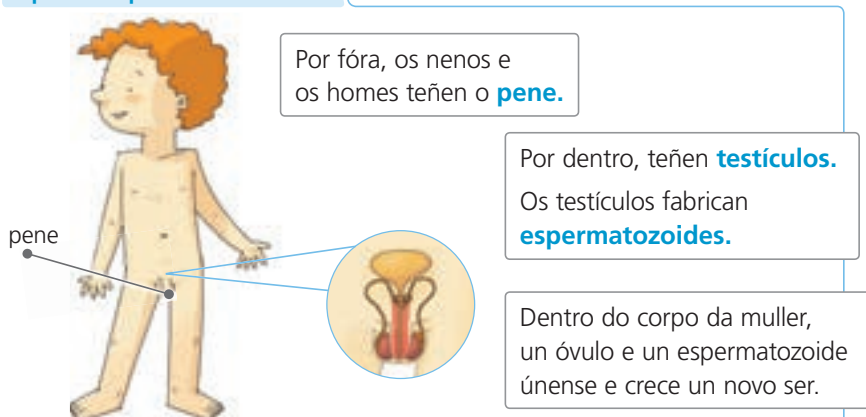 Por fóra, os nenos e
os homes teñen o pene.
Por dentro, teñen testículos.
Os testículos fabrican
espermatozoides.
pene
Dentro do corpo da muller,
un óvulo e un espermatozoide
únense e crece un novo ser.